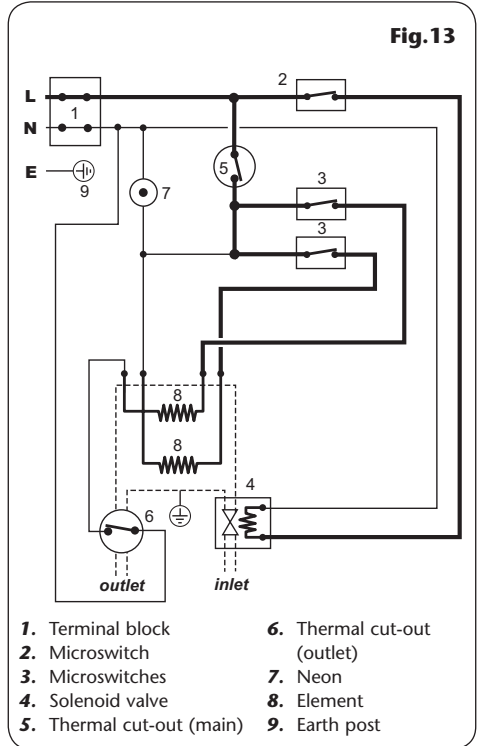 Fig.13
2
L
1
N
5
E
9
7
3
3
8
8
4
6
outlet
inlet
1. Terminal block
2. Microswitch
3. Microswitches
4. Solenoid valve
5. Thermal cut-out (main)
6. Thermal cut-out
(outlet)
7. Neon
8. Element
9. Earth post